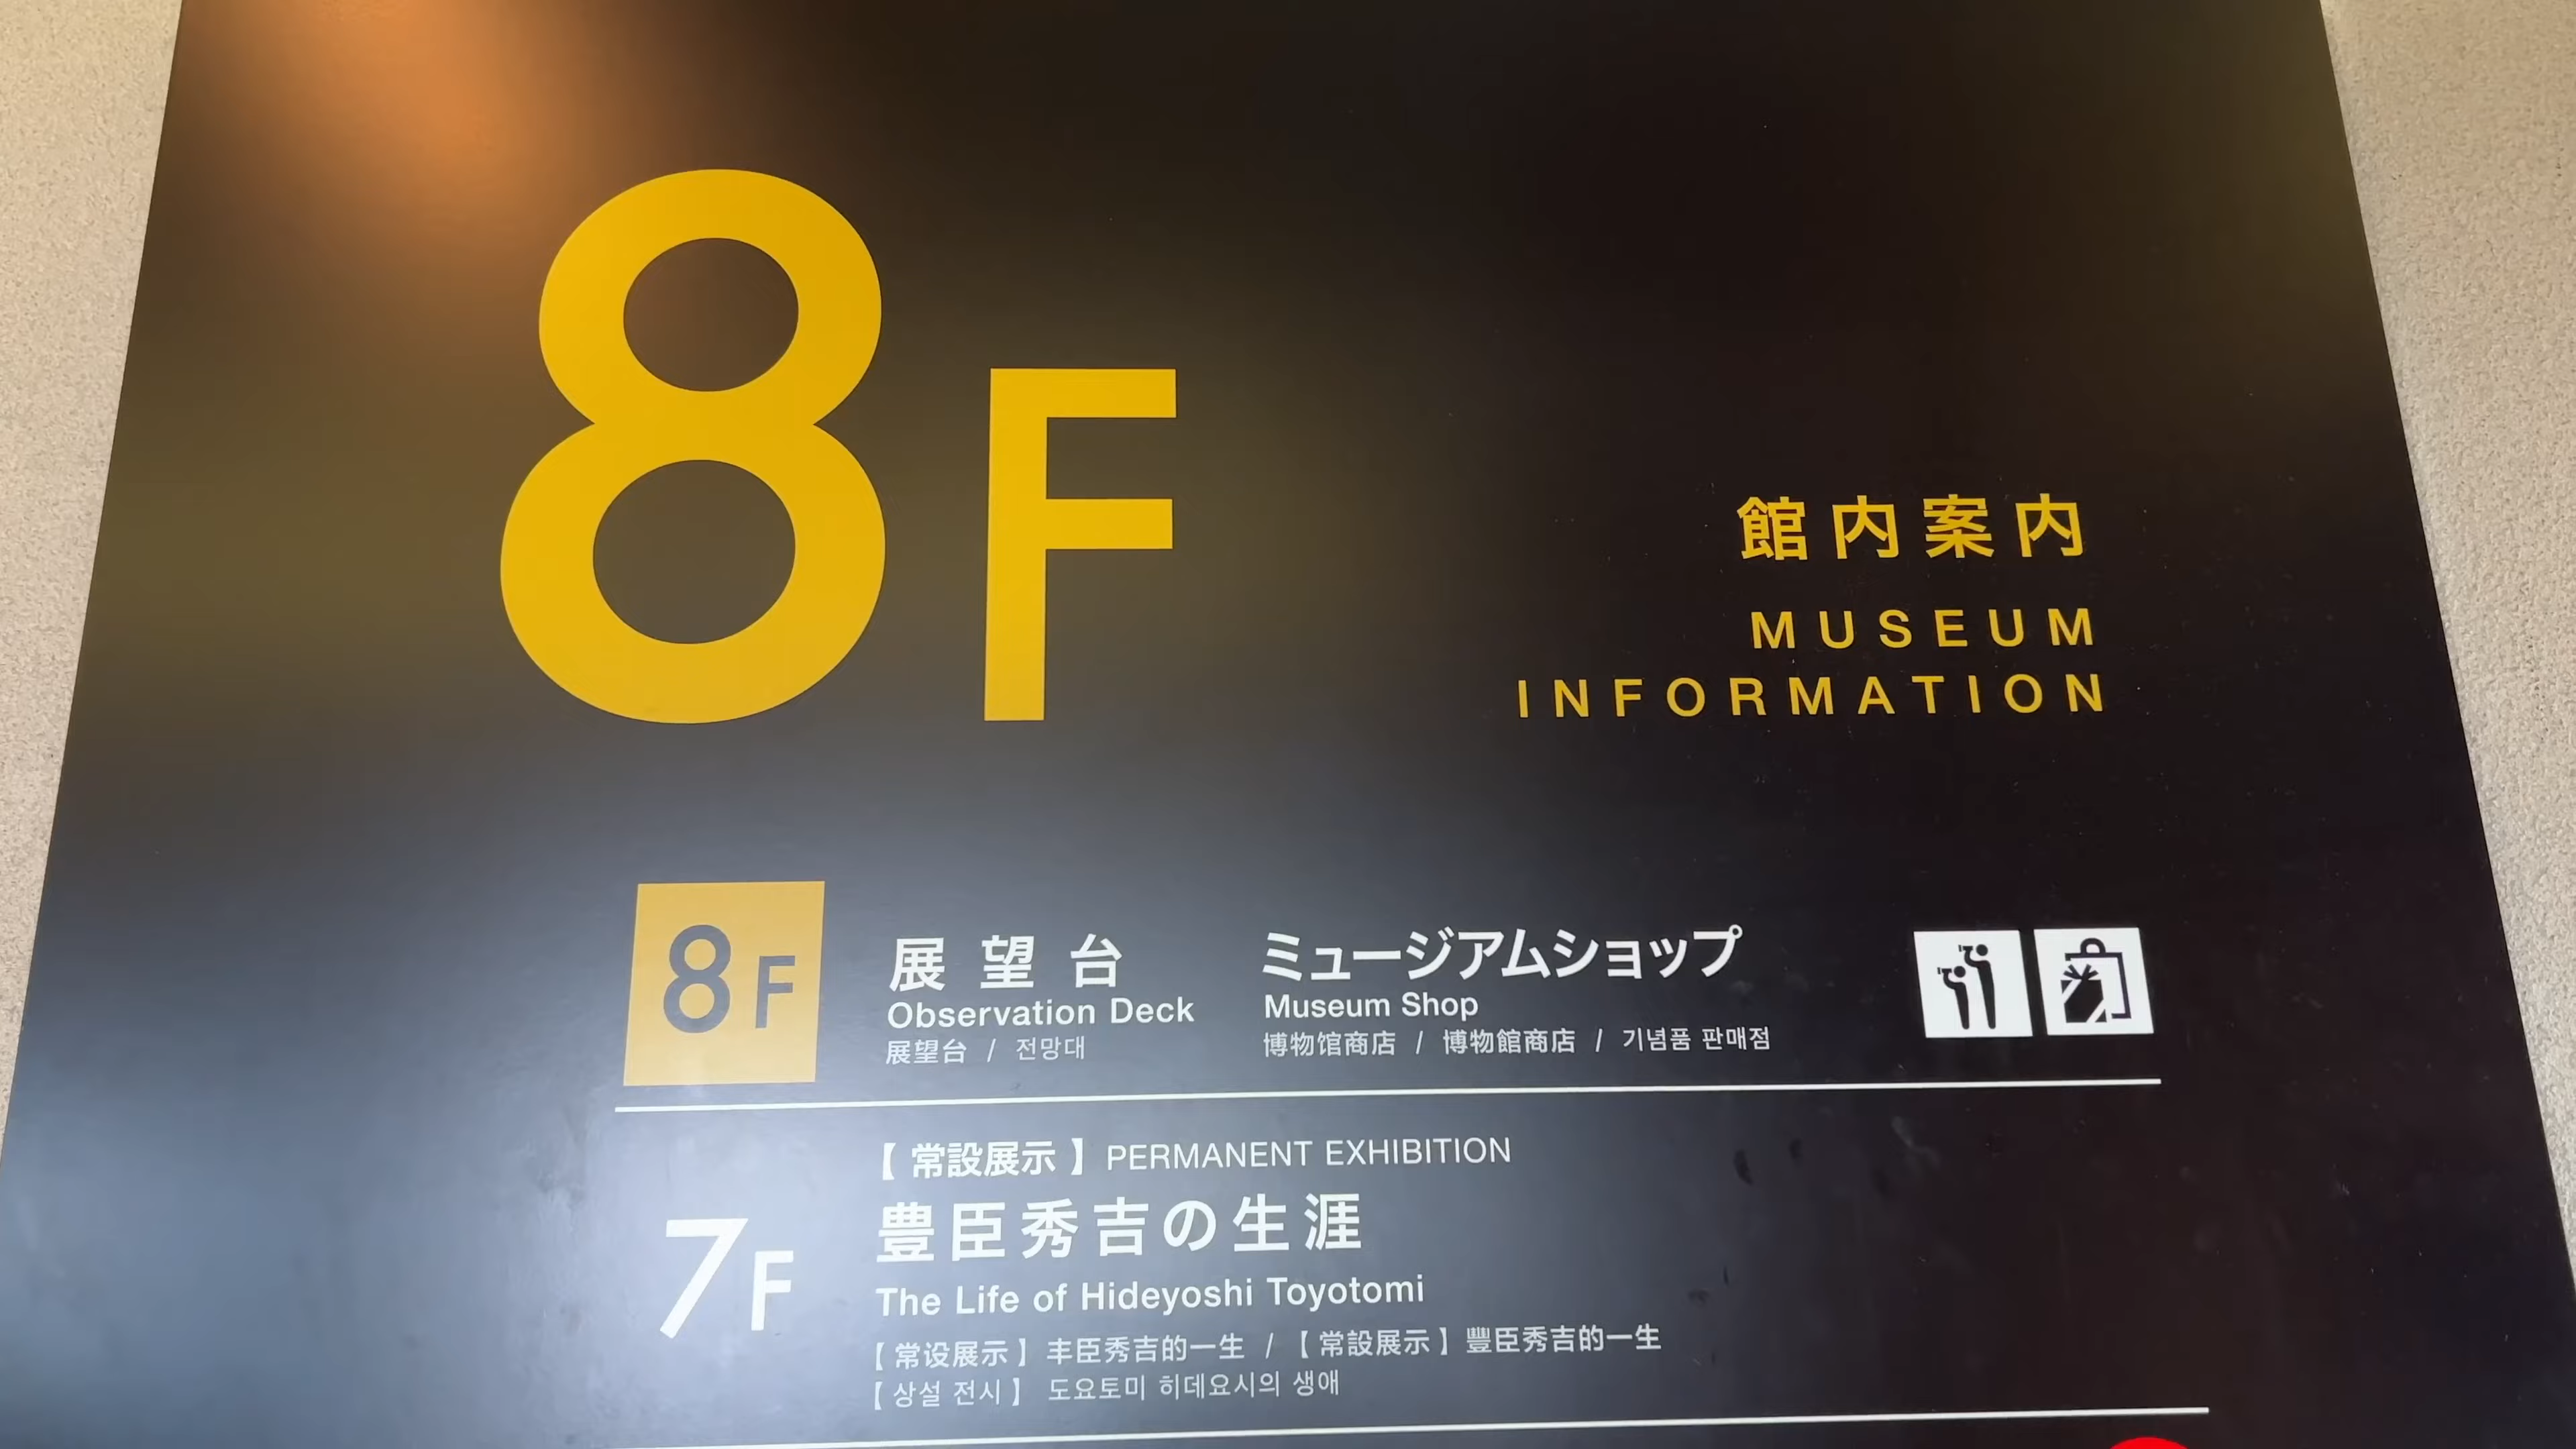 8F
館内案内
MUSEUM
INFORMATION
8F
展望台
Observation Deck
展望台 / 전망대
ミュージアムショップ
Museum Shop
博物馆商店 / 博物館商店 / 기념품 판매점
7F
【常設展示】PERMANENT EXHIBITION
豊臣秀吉の生涯
The Life of Hideyoshi Toyotomi
【常设展示】丰臣秀吉的一生 / 【常設展示】豐臣秀吉的一生
【상설 전시】 도요토미 히데요시의 생애